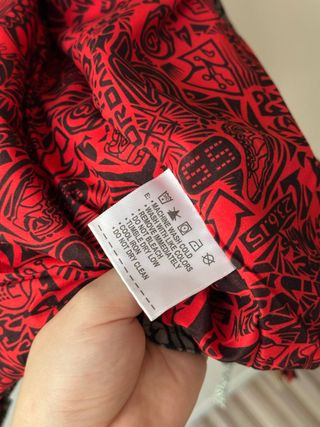 E:
• MACHINE WASH COLD
• WASH WITH LIKE COLORS
• REMOVE IMMEDIATELY
• DO NOT BLEACH
• TUMBLE DRY LOW
• COOL IRON
• DO NOT DRY CLEAN